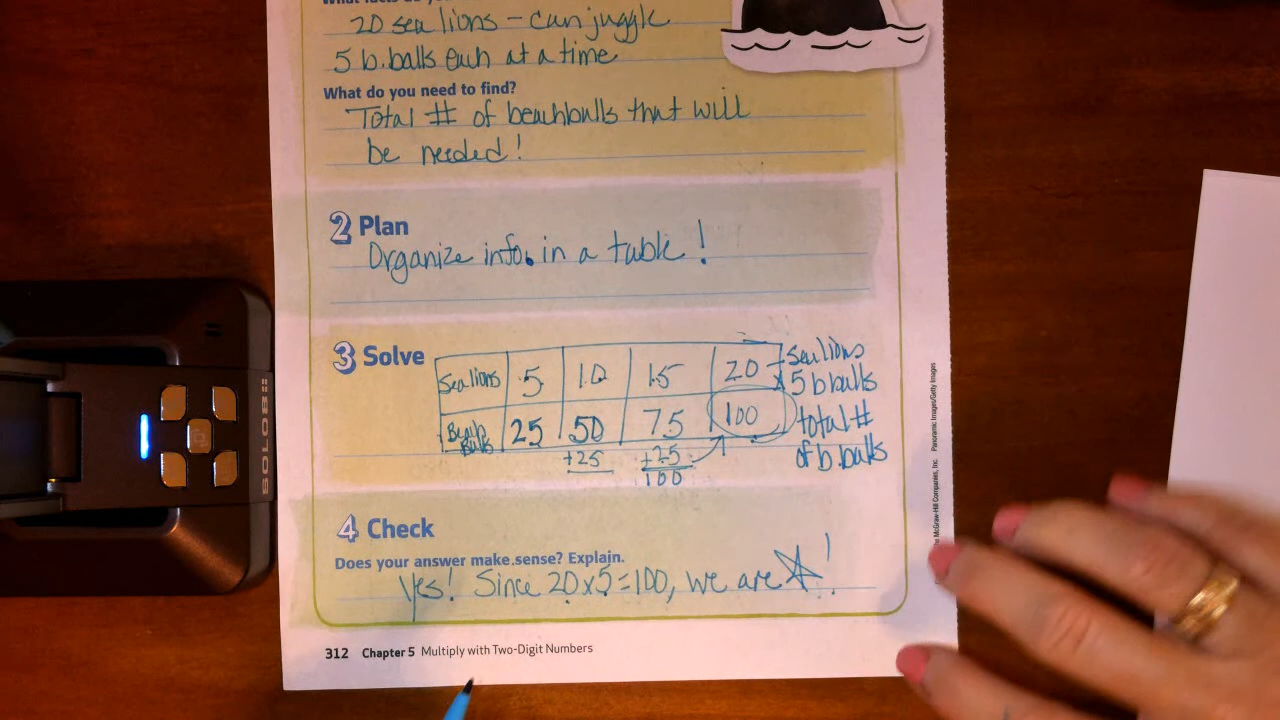 20 sea lions - can juggle
5 b.balls each at a time
What do you need to find?
Total # of beachballs that will
be needed!
2 Plan
Organize info. in a table!
3 Solve
Sea lions 5 10 15 20
Beach Balls 25 50 75 100
+25 +25
100
sea lions
x 5 b balls
total #
of b.balls
4 Check
Does your answer make sense? Explain.
Yes! Since 20x5=100, we are !
312 Chapter 5 Multiply with Two-Digit Numbers
The McGraw-Hill Companies, Inc. Panoramic Images/Getty Images
SOLO8